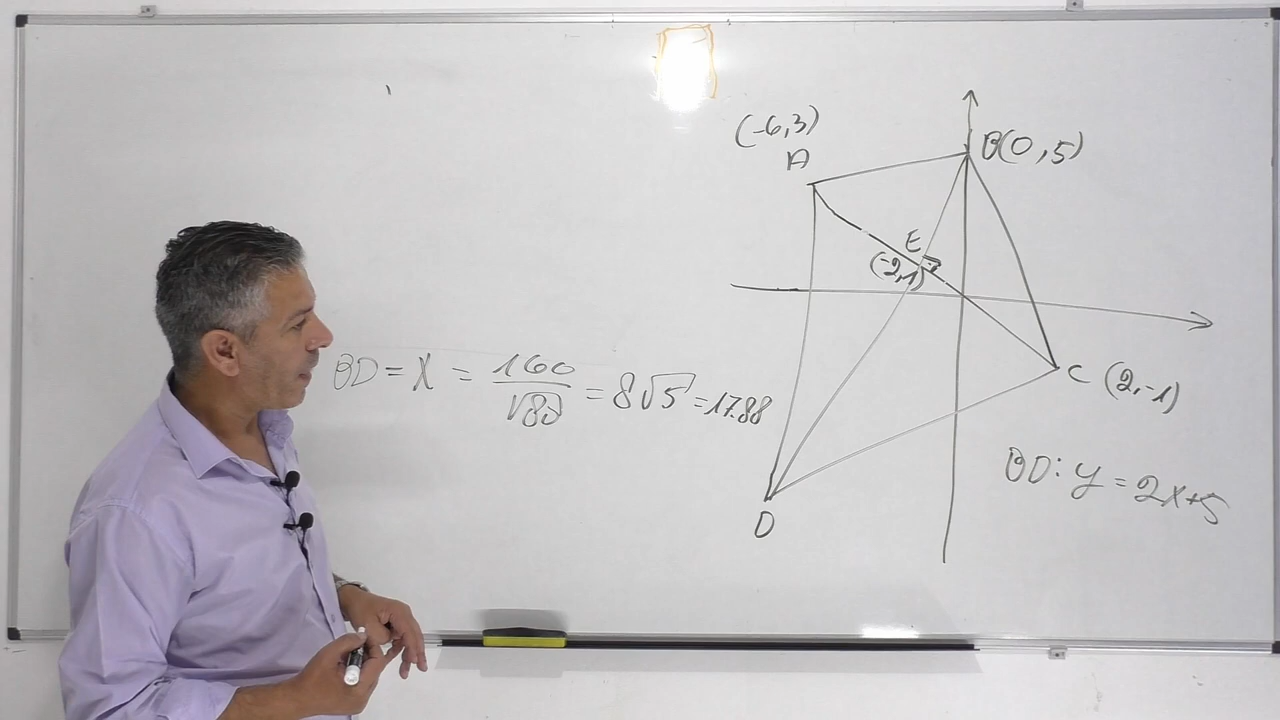 (-6,3)
A
B(0,5)
E
(-2,1)
BD = X = 160/√80 = 8√5 = 17.88
C (2,-1)
BD: y = 2x+5
D